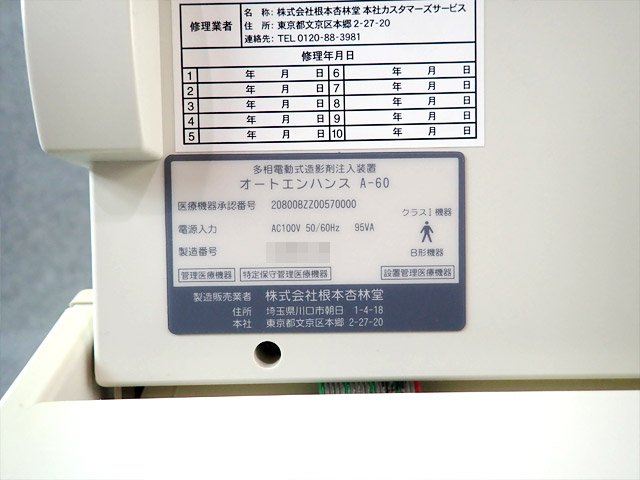 修理業者
名 称: 株式会社根本杏林堂 本社カスタマーズサービス
住 所: 東京都文京区本郷2-27-20
連絡先: TEL 0120-88-3981
修理年月日
1 年 月 日 6 年 月 日
2 年 月 日 7 年 月 日
3 年 月 日 8 年 月 日
4 年 月 日 9 年 月 日
5 年 月 日 10 年 月 日
多相電動式造影剤注入装置
オートエンハンス A-60
医療機器承認番号 20800BZZ00570000
クラスⅠ機器
電源入力 AC100V 50/60Hz 95VA
製造番号
B形機器
管理医療機器 特定保守管理医療機器 設置管理医療機器
製造販売業者 株式会社根本杏林堂
住所 埼玉県川口市朝日 1-4-18
本社 東京都文京区本郷 2-27-20